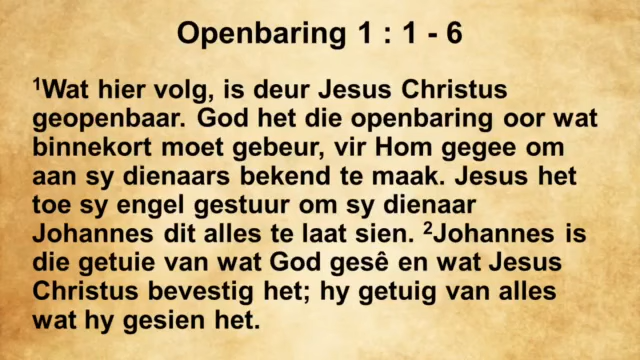 Openbaring 1 : 1 - 6
¹Wat hier volg, is deur Jesus Christus
geopenbaar. God het die openbaring oor wat
binnekort moet gebeur, vir Hom gegee om
aan sy dienaars bekend te maak. Jesus het
toe sy engel gestuur om sy dienaar
Johannes dit alles te laat sien. ²Johannes is
die getuie van wat God gesê en wat Jesus
Christus bevestig het; hy getuig van alles
wat hy gesien het.